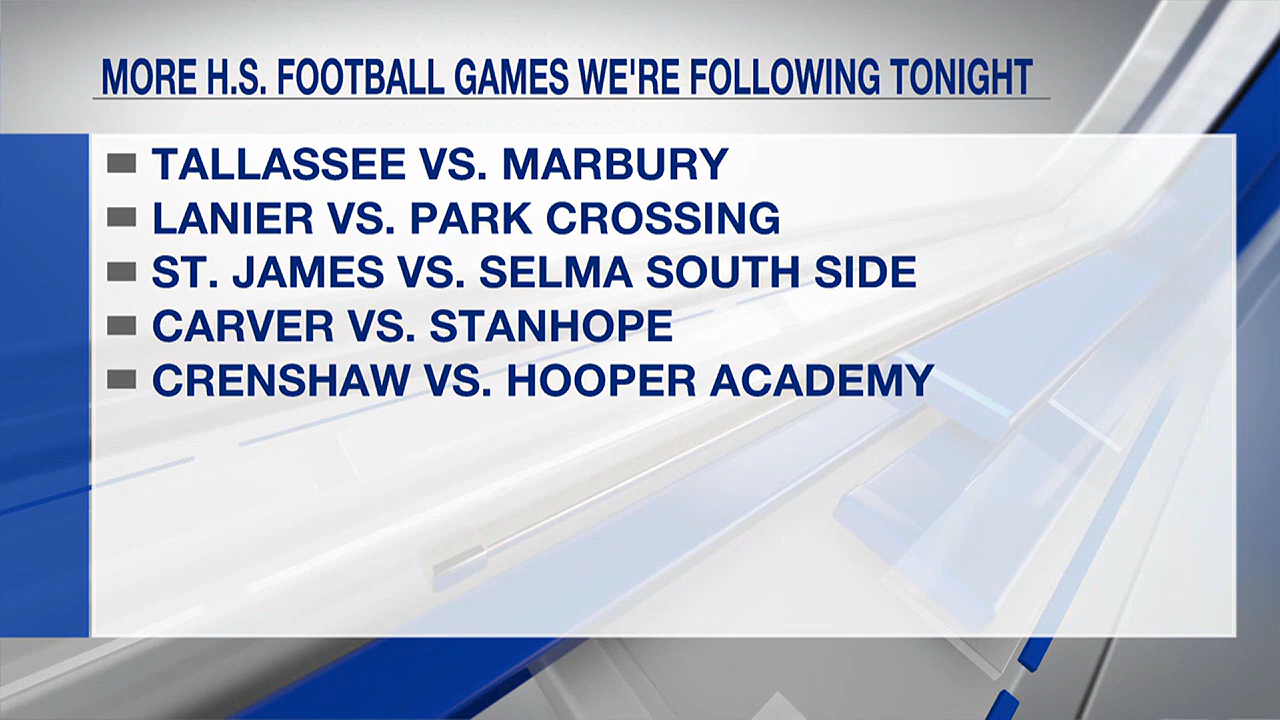 MORE H.S. FOOTBALL GAMES WE'RE FOLLOWING TONIGHT
TALLASSEE VS. MARBURY
LANIER VS. PARK CROSSING
ST. JAMES VS. SELMA SOUTH SIDE
CARVER VS. STANHOPE
CRENSHAW VS. HOOPER ACADEMY